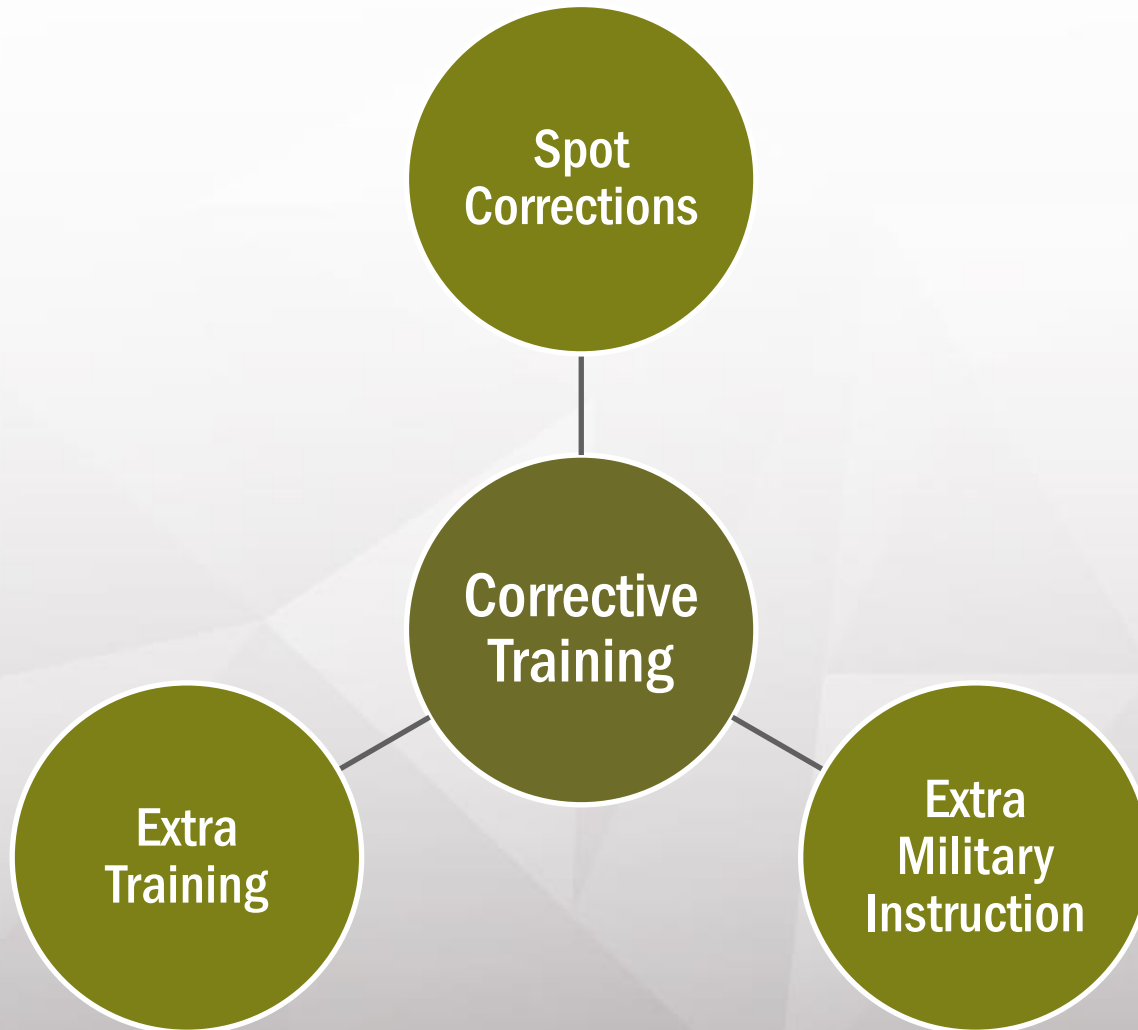 Spot
Corrections
Corrective
Training
Extra
Training
Extra
Military
Instruction